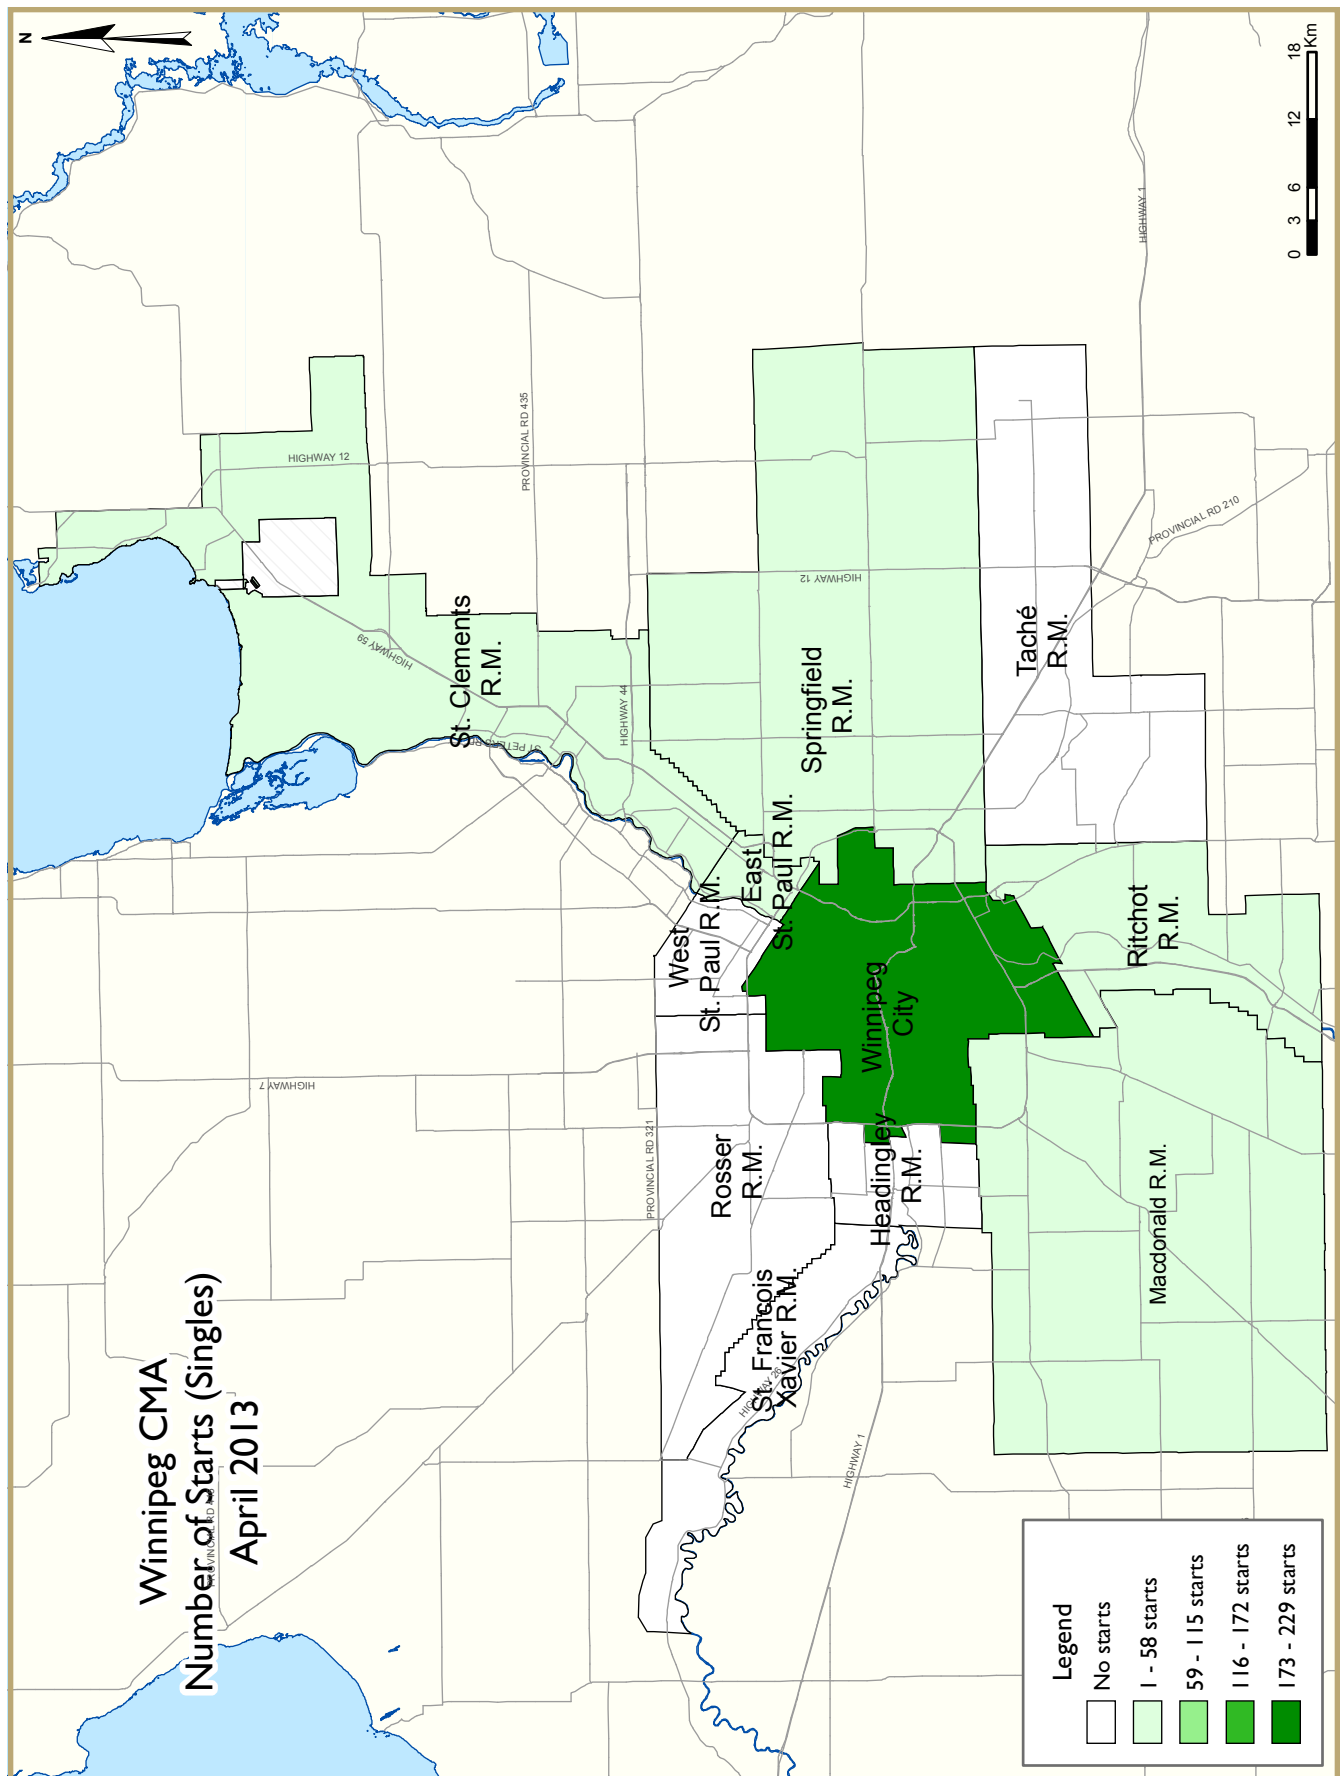 Winnipeg CMA
Number of Starts (Singles)
April 2013
N
HIGHWAY 12
PROVINCIAL RD 435
HIGHWAY 59
St. Clements
R.M.
ST PETERS RD
HIGHWAY 44
HIGHWAY 7
PROVINCIAL RD 321
West
St. Paul R.M.
East
St. Paul R.M.
Springfield
R.M.
HIGHWAY 12
Rosser
R.M.
St. Francois
Xavier R.M.
HIGHWAY 26
Headingley
R.M.
Winnipeg
City
HIGHWAY 1
Taché
R.M.
HIGHWAY 1
PROVINCIAL RD 210
Ritchot
R.M.
Macdonald R.M.
Legend
No starts
1 - 58 starts
59 - 115 starts
116 - 172 starts
173 - 229 starts
0 3 6 12 18
Km